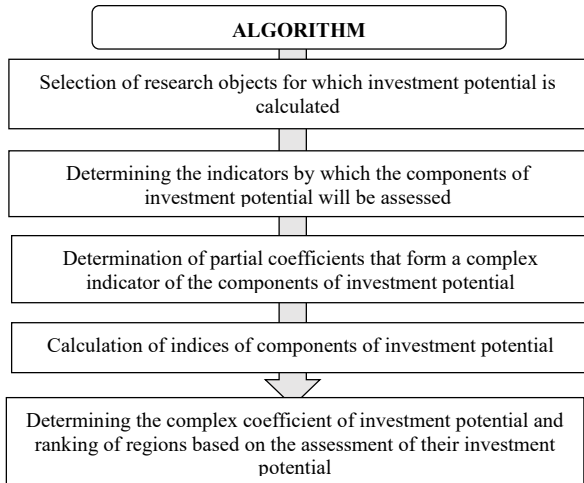 ALGORITHM
Selection of research objects for which investment potential is
calculated
Determining the indicators by which the components of
investment potential will be assessed
Determination of partial coefficients that form a complex
indicator of the components of investment potential
Calculation of indices of components of investment potential
Determining the complex coefficient of investment potential and
ranking of regions based on the assessment of their investment
potential